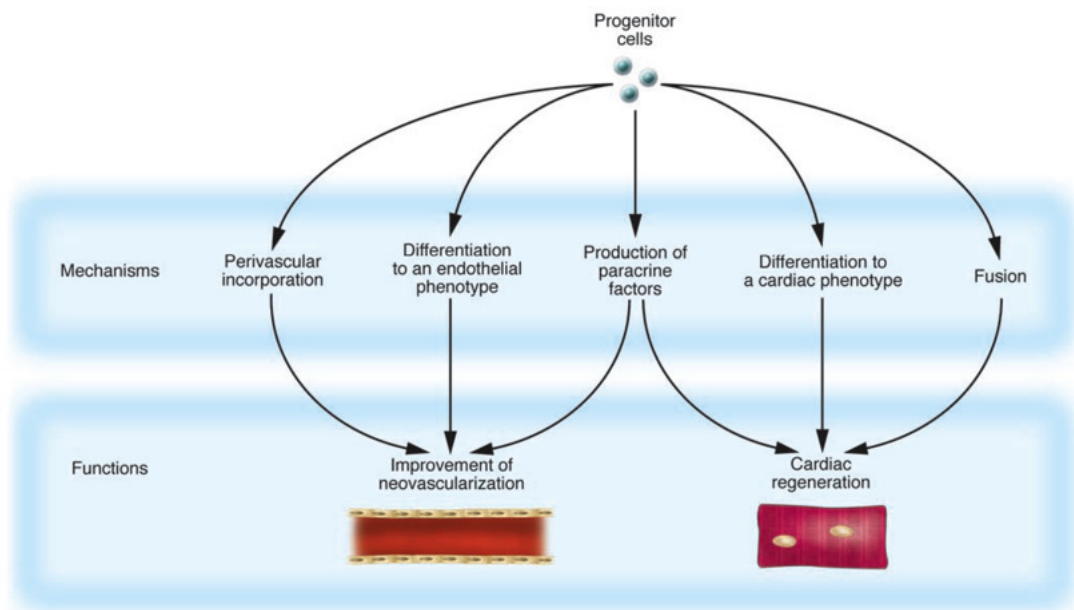 Progenitor
cells
Mechanisms
Perivascular
incorporation
Differentiation
to an endothelial
phenotype
Production of
paracrine
factors
Differentiation to
a cardiac phenotype
Fusion
Functions
Improvement of
neovascularization
Cardiac
regeneration